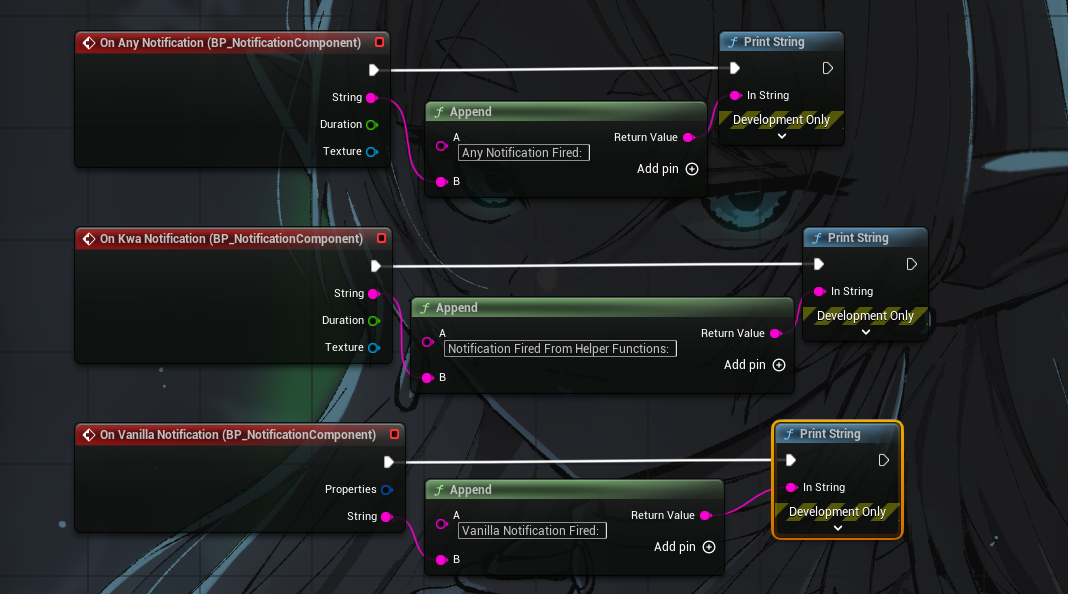 On Any Notification (BP_NotificationComponent)
String
Duration
Texture
f Append
A
Any Notification Fired:
B
Return Value
Add pin
f Print String
In String
Development Only
On Kwa Notification (BP_NotificationComponent)
String
Duration
Texture
f Append
A
Notification Fired From Helper Functions:
B
Return Value
Add pin
f Print String
In String
Development Only
On Vanilla Notification (BP_NotificationComponent)
Properties
String
f Append
A
Vanilla Notification Fired:
B
Return Value
Add pin
f Print String
In String
Development Only